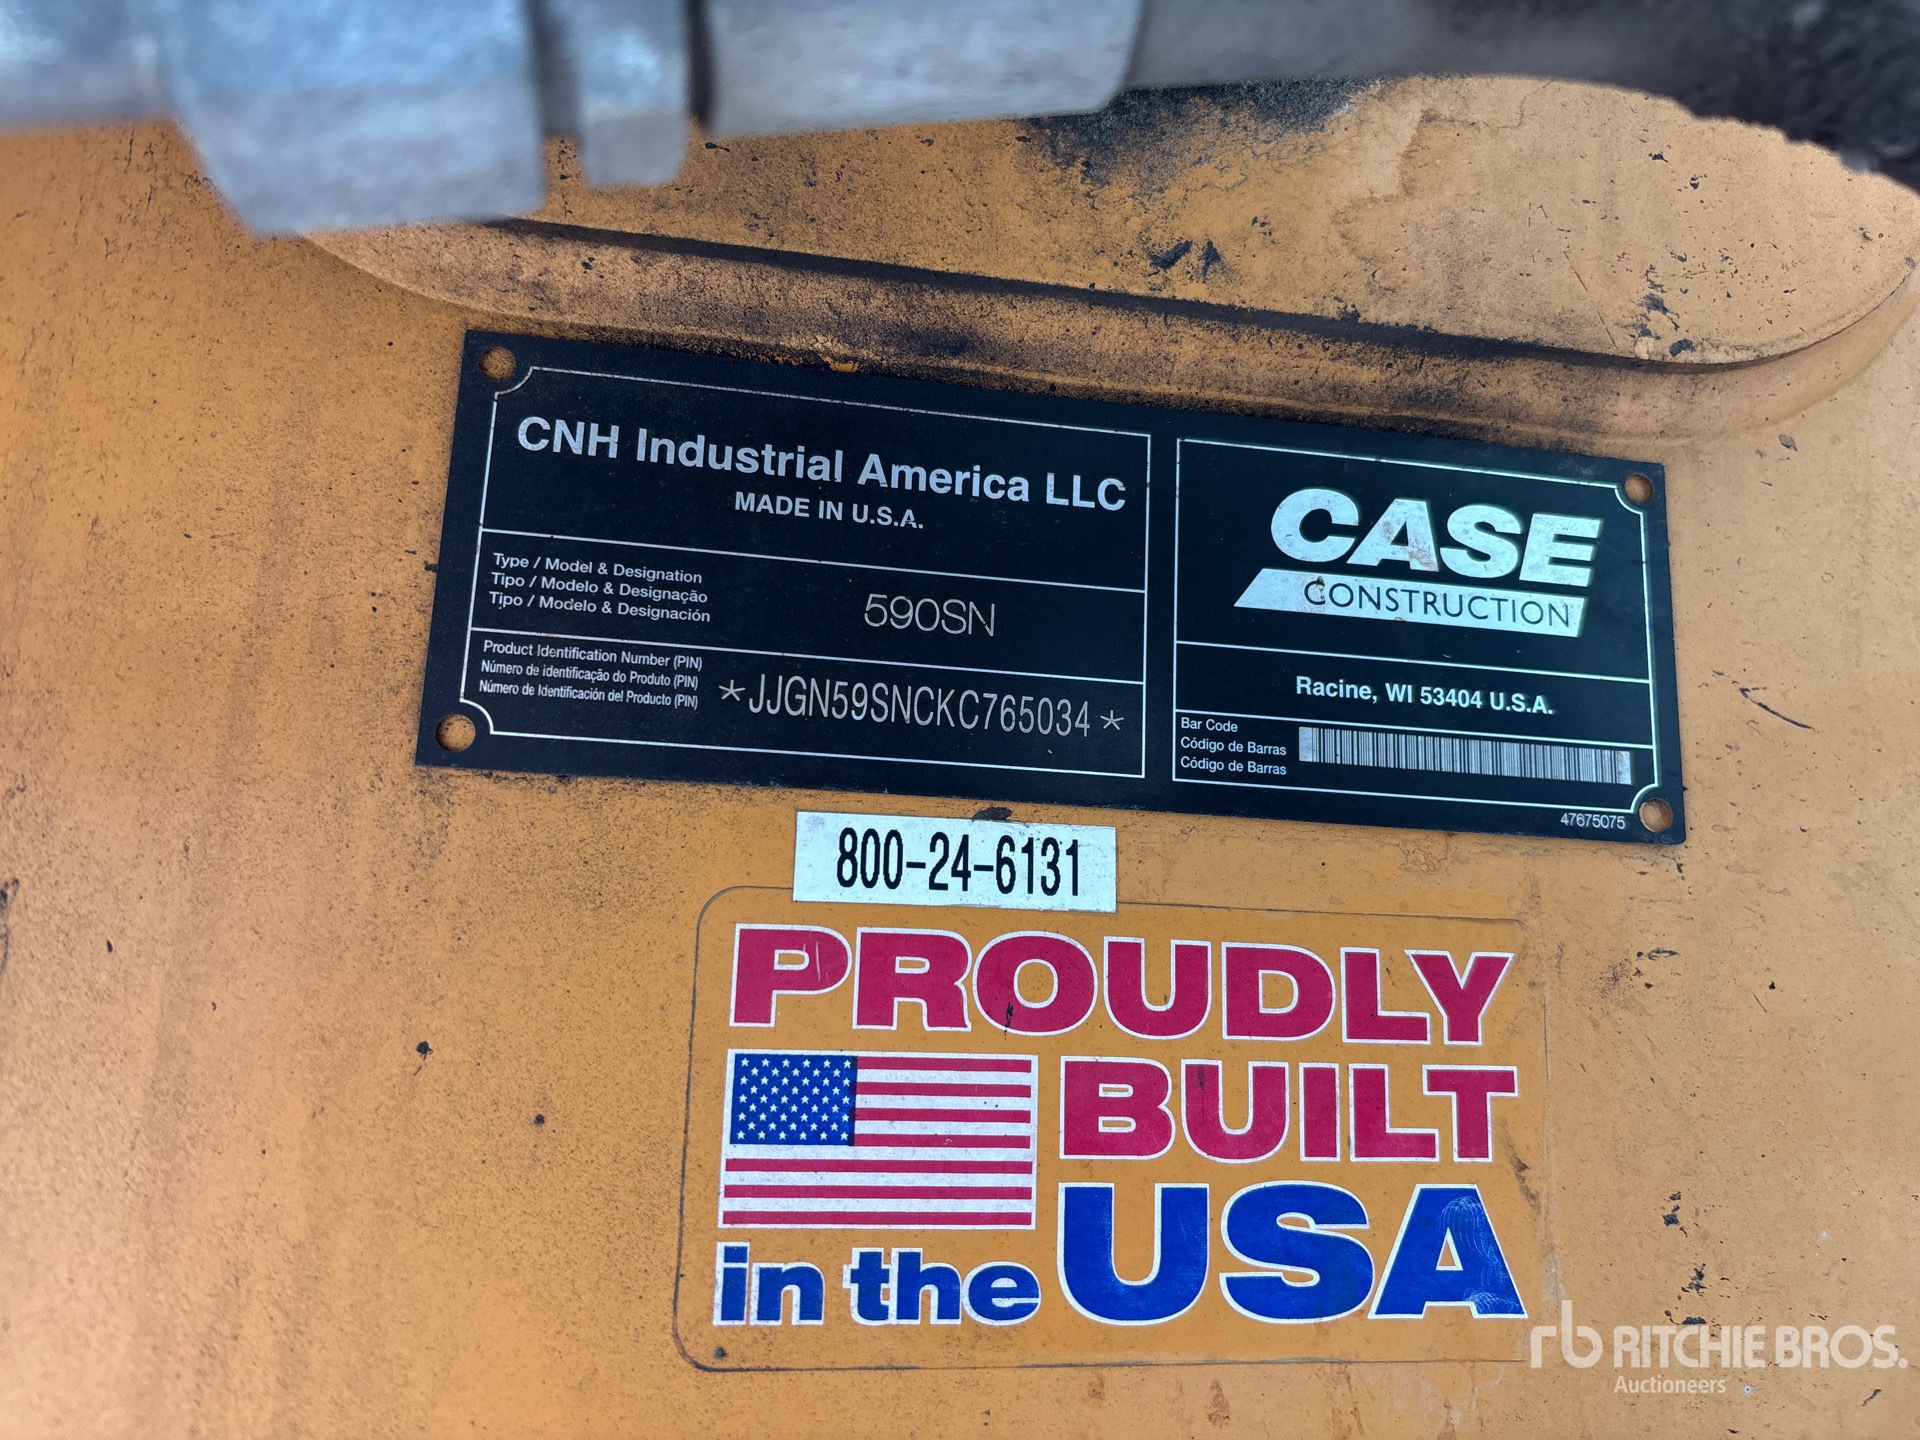 CNH Industrial America LLC
MADE IN U.S.A.
Type / Model & Designation
Tipo / Modelo & Designação
Tipo / Modelo & Designación
590SN
Product Identification Number (PIN)
Número de identificação do Produto (PIN)
Número de Identificación del Producto (PIN)
*JJGN59SNCKC765034*
CASE
CONSTRUCTION
Racine, WI 53404 U.S.A.
Bar Code
Código de Barras
Código de Barras
47675075
800-24-6131
PROUDLY
BUILT
in the USA
rb RITCHIE BROS.
Auctioneers